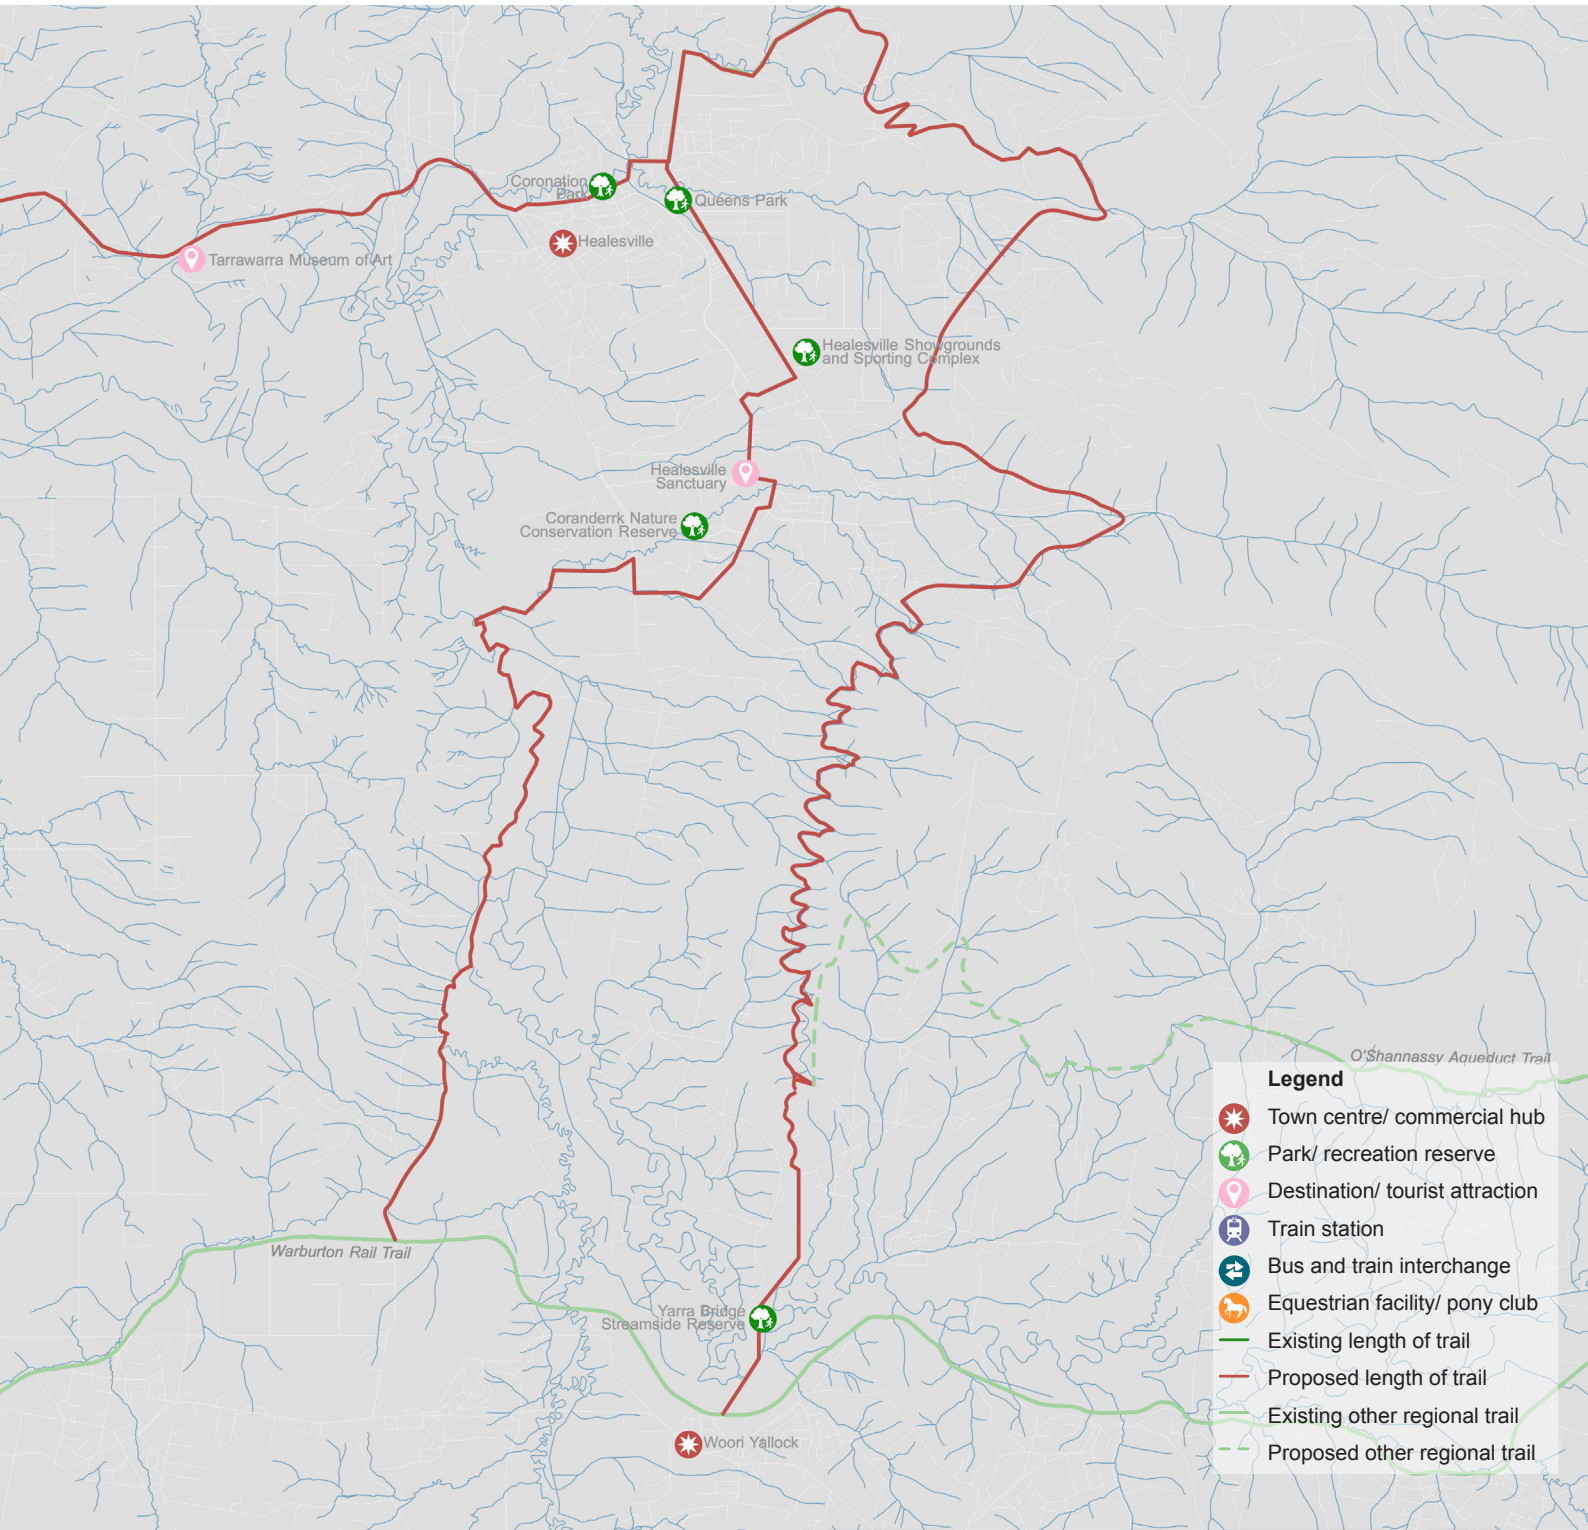 Coronation
Park
Queens Park
Healesville
Tarrawarra Museum of Art
Healesville Showgrounds
and Sporting Complex
Healesville
Sanctuary
Coranderrk Nature
Conservation Reserve
O'Shannassy Aqueduct Trail
Warburton Rail Trail
Yarra Bridge
Streamside Reserve
Woori Yallock
Legend
Town centre/ commercial hub
Park/ recreation reserve
Destination/ tourist attraction
Train station
Bus and train interchange
Equestrian facility/ pony club
Existing length of trail
Proposed length of trail
Existing other regional trail
Proposed other regional trail